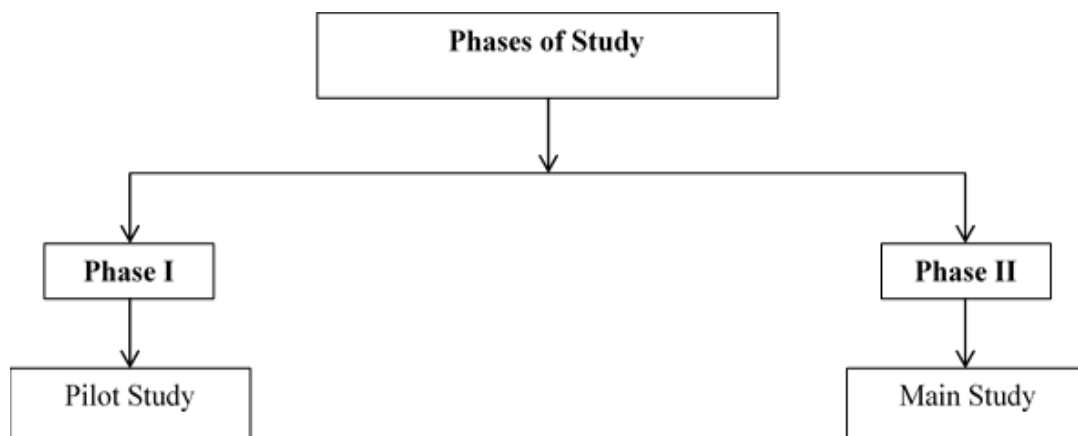 Phases of Study
Phase I
Phase II
Pilot Study
Main Study